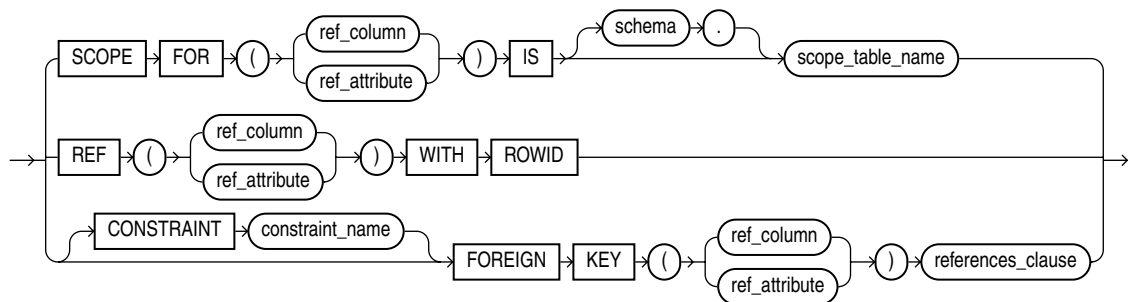 SCOPE FOR ( ref_column ref_attribute ) IS schema . scope_table_name
REF ( ref_column ref_attribute ) WITH ROWID
CONSTRAINT constraint_name FOREIGN KEY ( ref_column ref_attribute ) references_clause